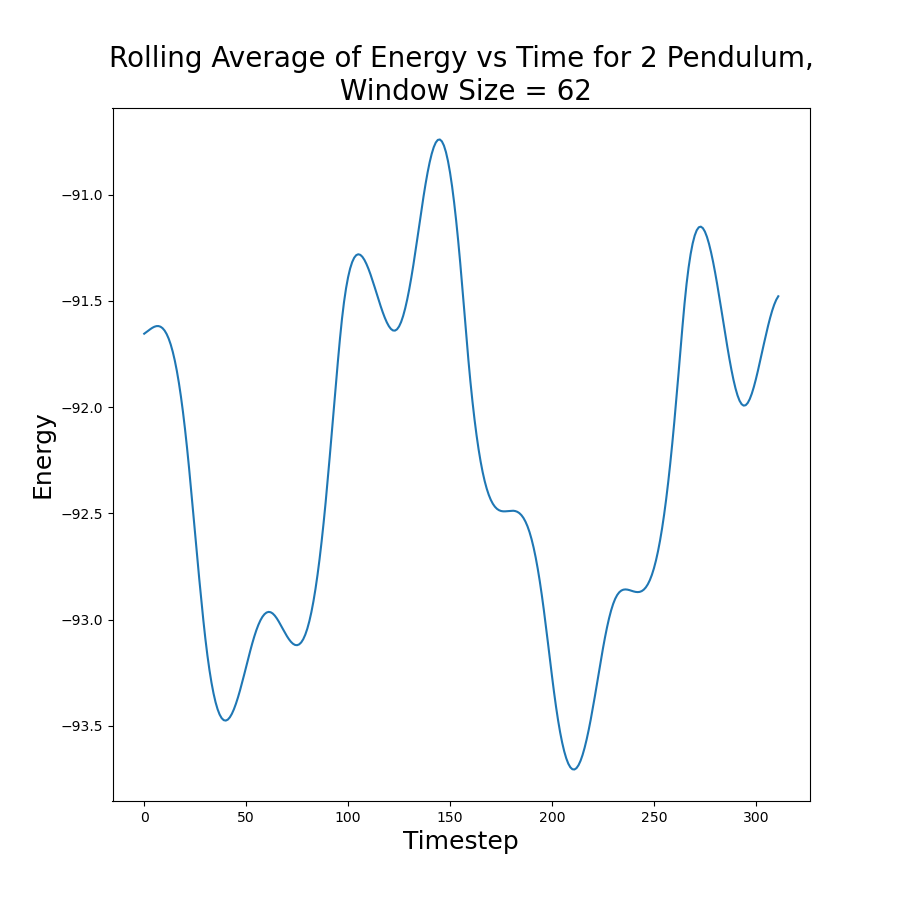 Rolling Average of Energy vs Time for 2 Pendulum,
Window Size = 62
Energy
−91.0
−91.5
−92.0
−92.5
−93.0
−93.5
0 50 100 150 200 250 300
Timestep